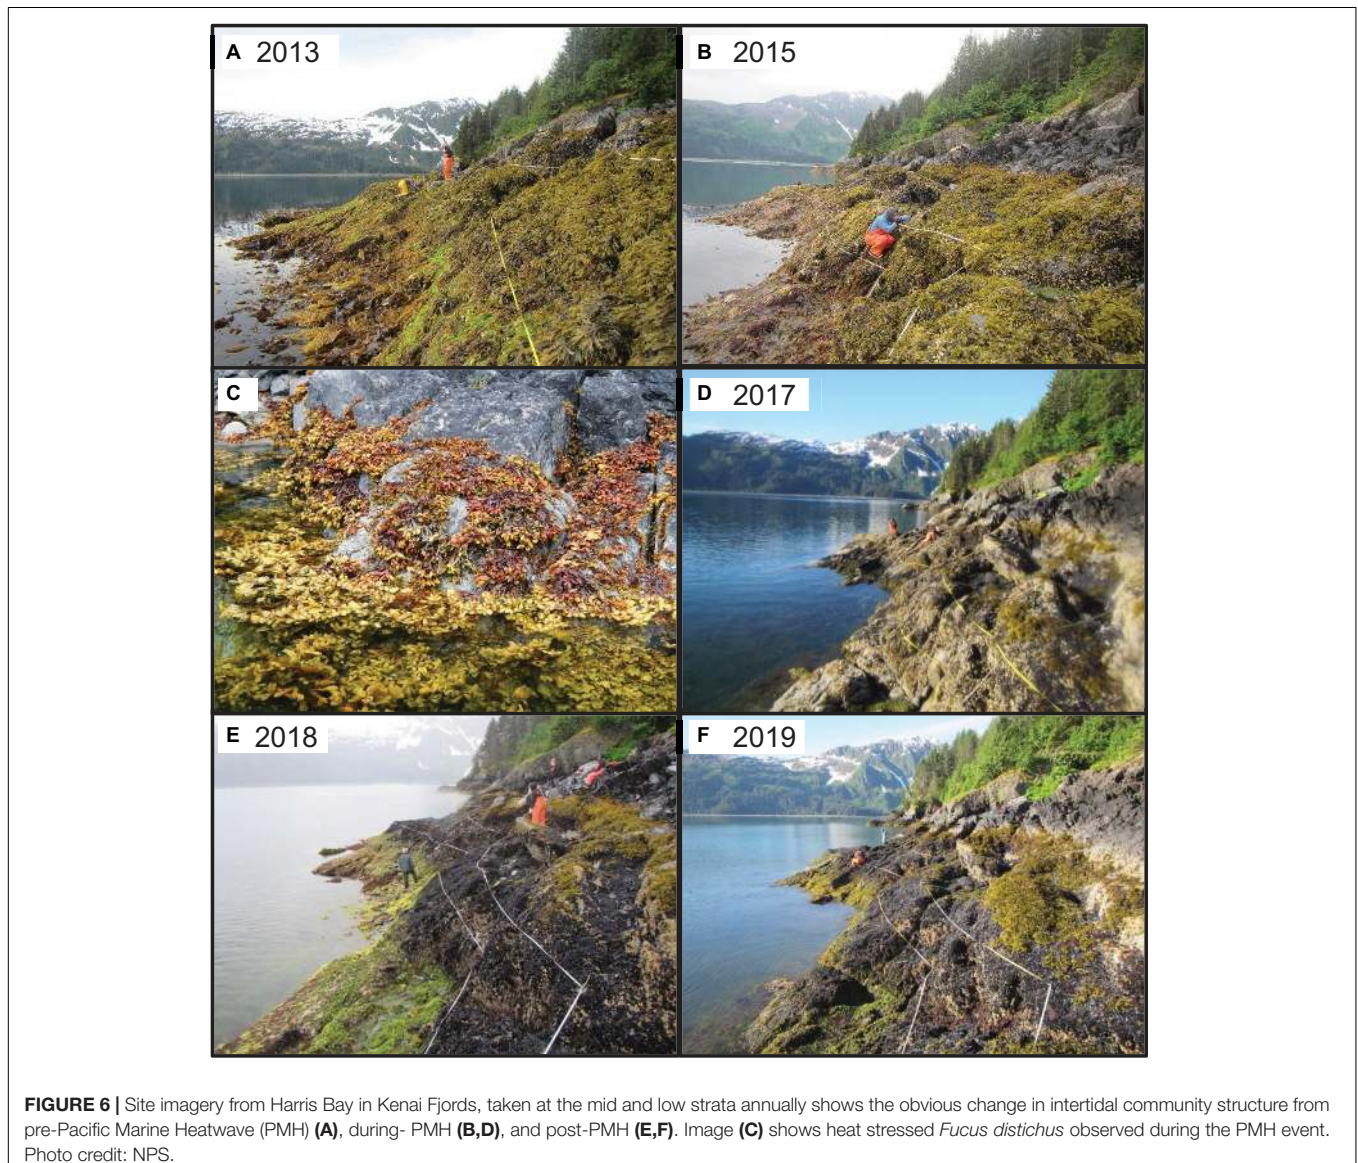 A 2013
B 2015
C
D 2017
E 2018
F 2019
FIGURE 6 | Site imagery from Harris Bay in Kenai Fjords, taken at the mid and low strata annually shows the obvious change in intertidal community structure from
pre-Pacific Marine Heatwave (PMH) (A), during- PMH (B,D), and post-PMH (E,F). Image (C) shows heat stressed Fucus distichus observed during the PMH event.
Photo credit: NPS.